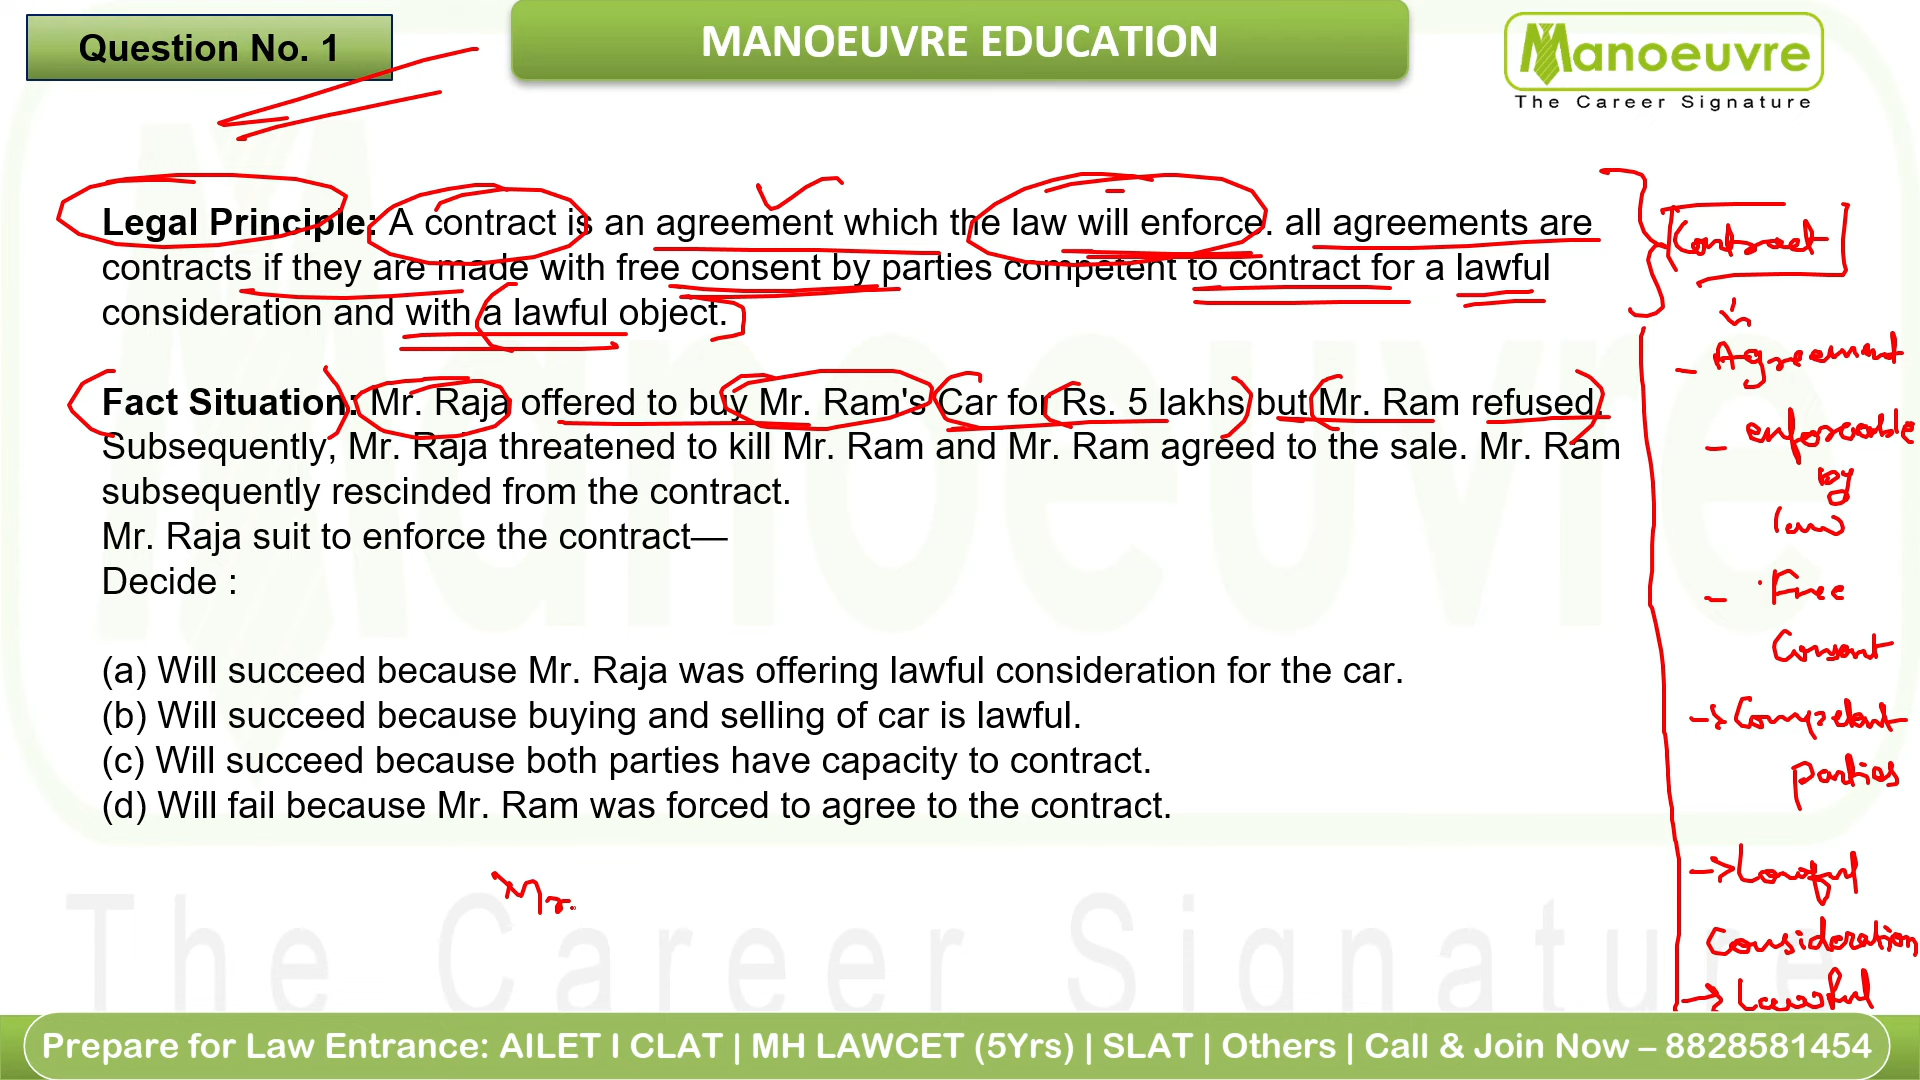 Question No. 1
MANOEUVRE EDUCATION
Manoeuvre
The Career Signature
Legal Principle: A contract is an agreement which the law will enforce. all agreements are
contracts if they are made with free consent by parties competent to contract for a lawful
consideration and with a lawful object.
Fact Situation: Mr. Raja offered to buy Mr. Ram's Car for Rs. 5 lakhs but Mr. Ram refused.
Subsequently, Mr. Raja threatened to kill Mr. Ram and Mr. Ram agreed to the sale. Mr. Ram
subsequently rescinded from the contract.
Mr. Raja suit to enforce the contract—
Decide :
(a) Will succeed because Mr. Raja was offering lawful consideration for the car.
(b) Will succeed because buying and selling of car is lawful.
(c) Will succeed because both parties have capacity to contract.
(d) Will fail because Mr. Ram was forced to agree to the contract.
Mr.
Contract
- Agreement
- enforceable
by
law
- Free
Consent
→ Competent
parties
→ Lawful
Consideration
→ Lawful
Manoeuvre
The Career Signature
Prepare for Law Entrance: AILET I CLAT | MH LAWCET (5Yrs) | SLAT | Others | Call & Join Now – 8828581454